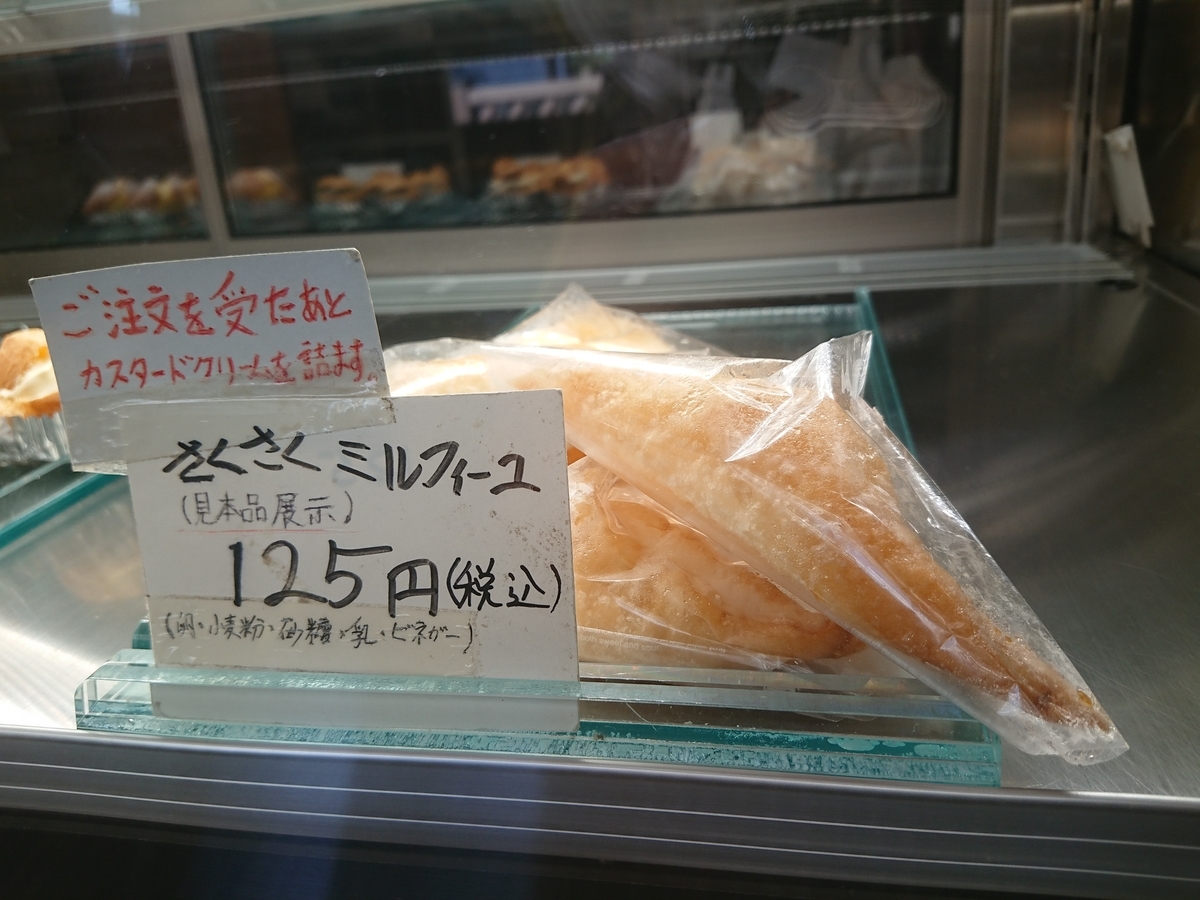 ご注文を受たあと
カスタードクリームを詰ます。
さくさくミルフィーユ
(見本品展示)
125円(税込)
(卵・小麦粉・砂糖・乳・ビネガー)